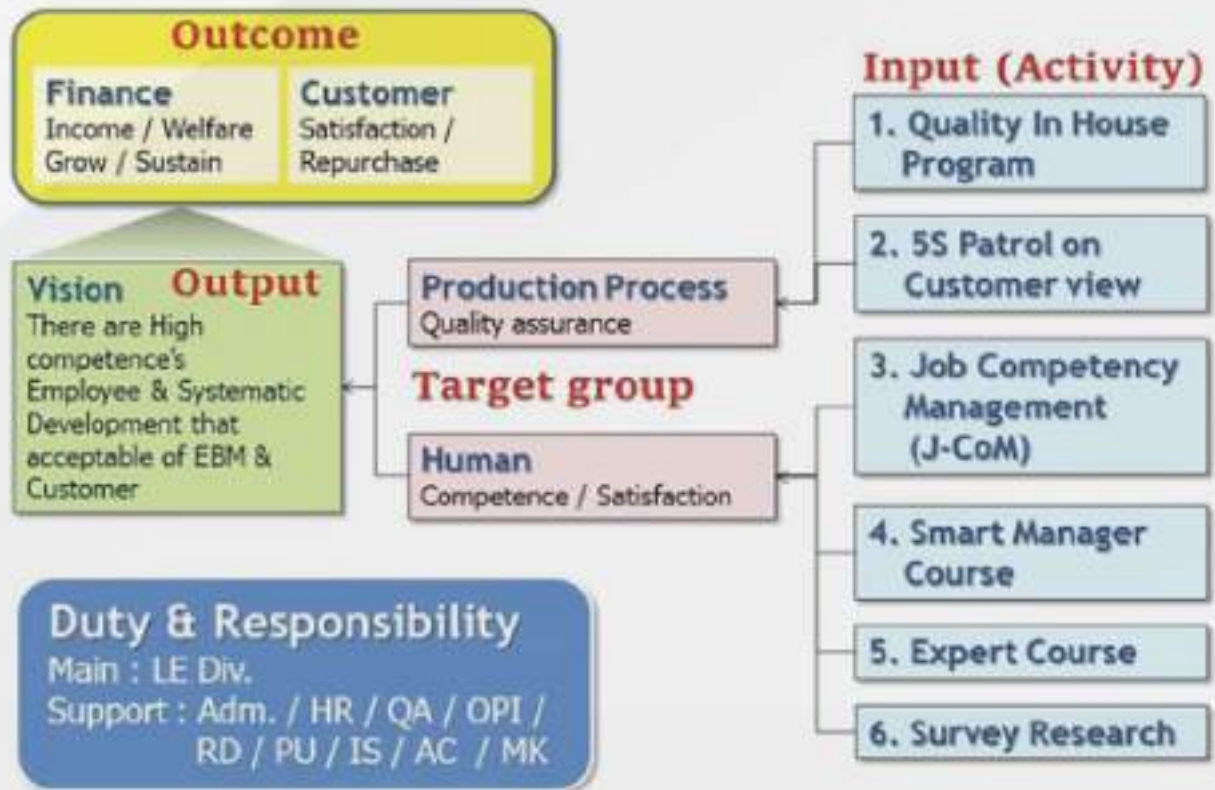 Outcome
Finance
Income / Welfare
Grow / Sustain
Customer
Satisfaction /
Repurchase
Vision
Output
There are High
competence's
Employee & Systematic
Development that
acceptable of EBM &
Customer
Production Process
Quality assurance
Target group
Human
Competence / Satisfaction
Input (Activity)
1. Quality In House
Program
2. 5S Patrol on
Customer view
3. Job Competency
Management
(J-CoM)
4. Smart Manager
Course
5. Expert Course
6. Survey Research
Duty & Responsibility
Main : LE Div.
Support : Adm. / HR / QA / OPI /
RD / PU / IS / AC / MK